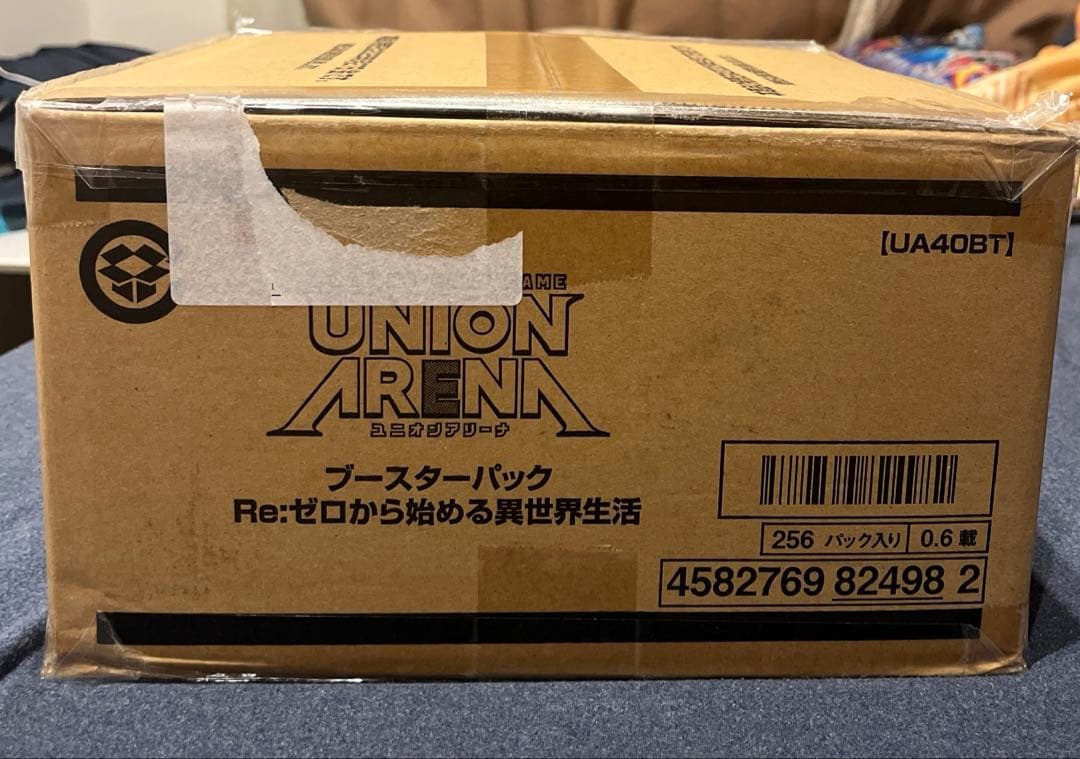 【UA40BT】
AME
UNION
ARENA
ユニオンアリーナ
ブースターパック
Re:ゼロから始める異世界生活
256 パック入り 0.6 載
4582769 82498 2